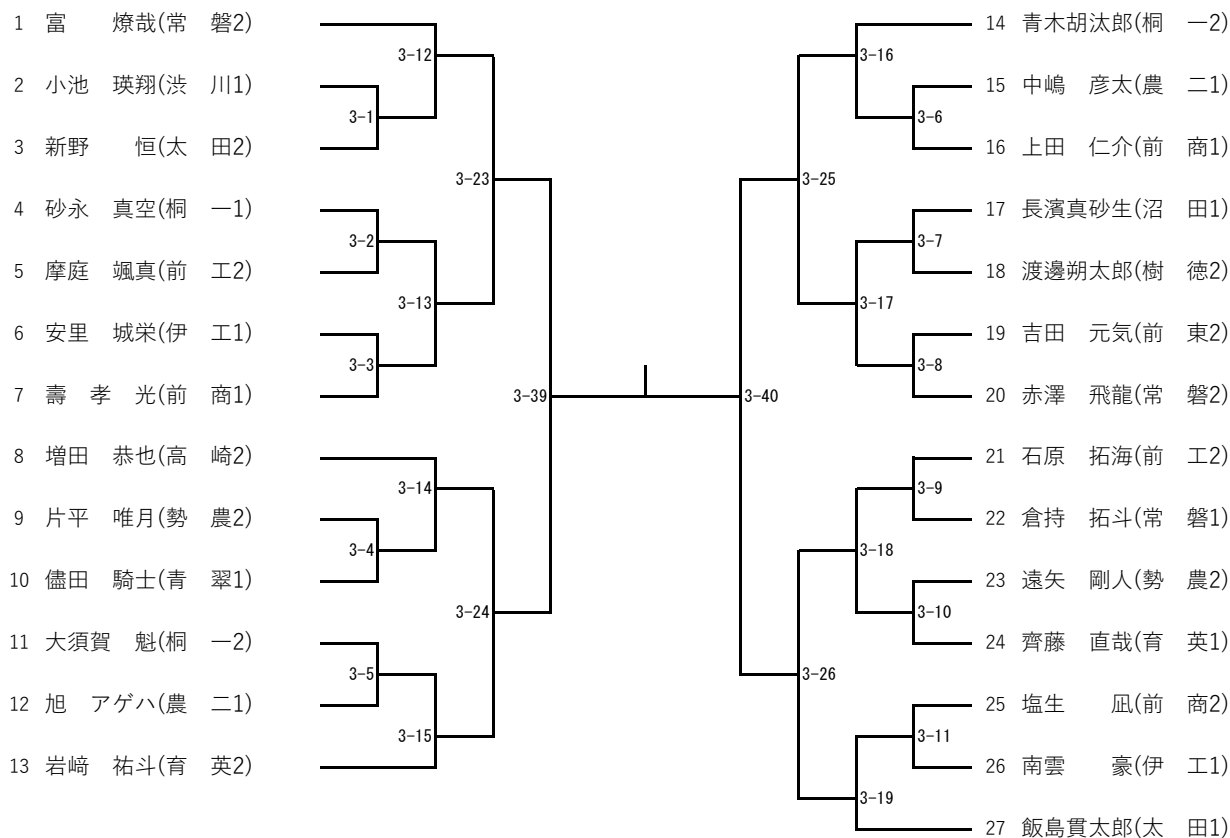 1 富 燎哉(常 磐2)
2 小池 瑛翔(渋 川1)
3 新野 恒(太 田2)
4 砂永 真空(桐 一1)
5 摩庭 颯真(前 工2)
6 安里 城栄(伊 工1)
7 壽 孝 光(前 商1)
8 増田 恭也(高 崎2)
9 片平 唯月(勢 農2)
10 儘田 騎士(青 翠1)
11 大須賀 魁(桐 一2)
12 旭 アゲハ(農 二1)
13 岩﨑 祐斗(育 英2)
3-12
3-1
3-23
3-2
3-13
3-3
3-39
3-14
3-4
3-24
3-5
3-15
3-16
3-6
3-25
3-7
3-17
3-8
3-40
3-9
3-18
3-10
3-26
3-11
3-19
14 青木胡汰郎(桐 一2)
15 中嶋 彦太(農 二1)
16 上田 仁介(前 商1)
17 長濱真砂生(沼 田1)
18 渡邊朔太郎(樹 徳2)
19 吉田 元気(前 東2)
20 赤澤 飛龍(常 磐2)
21 石原 拓海(前 工2)
22 倉持 拓斗(常 磐1)
23 遠矢 剛人(勢 農2)
24 齊藤 直哉(育 英1)
25 塩生 凪(前 商2)
26 南雲 豪(伊 工1)
27 飯島貫太郎(太 田1)